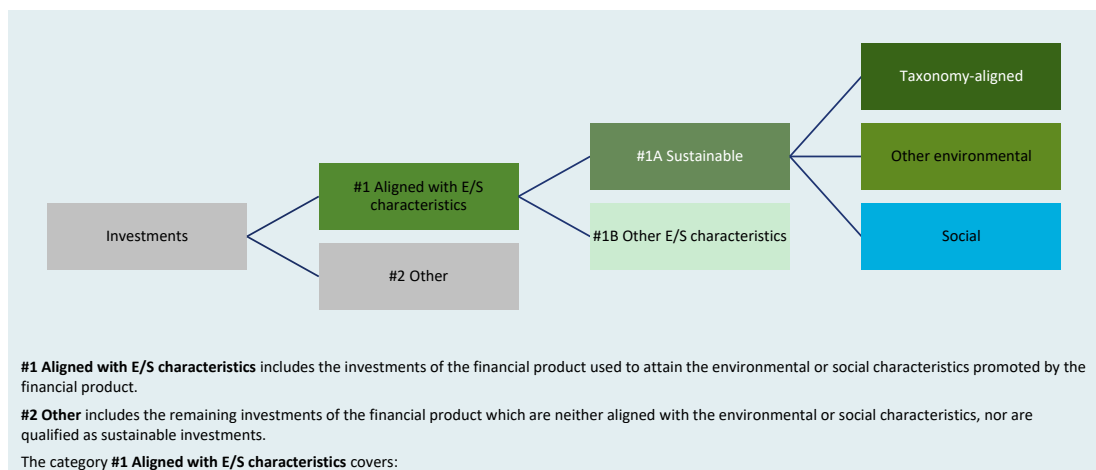 Taxonomy-aligned
#1A Sustainable
Other environmental
#1 Aligned with E/S
characteristics
Investments
#1B Other E/S characteristics
Social
#2 Other
#1 Aligned with E/S characteristics includes the investments of the financial product used to attain the environmental or social characteristics promoted by the
financial product.
#2 Other includes the remaining investments of the financial product which are neither aligned with the environmental or social characteristics, nor are
qualified as sustainable investments.
The category #1 Aligned with E/S characteristics covers: